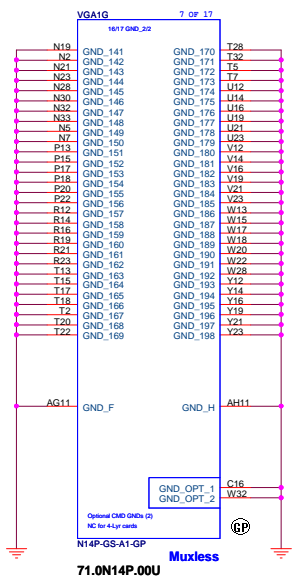 VGA1G 7 OF 17
16/17 GND_2/2
N19 GND_141 GND_170 T28
N2 GND_142 GND_171 T32
N21 GND_143 GND_172 T5
N23 GND_144 GND_173 T7
N28 GND_145 GND_174 U12
N30 GND_146 GND_175 U14
N32 GND_147 GND_176 U16
N33 GND_148 GND_177 U19
N5 GND_149 GND_178 U21
N7 GND_150 GND_179 U23
P13 GND_151 GND_180 V12
P15 GND_152 GND_181 V14
P17 GND_153 GND_182 V16
P18 GND_154 GND_183 V19
P20 GND_155 GND_184 V21
P22 GND_156 GND_185 V23
R12 GND_157 GND_186 W13
R14 GND_158 GND_187 W15
R16 GND_159 GND_188 W17
R19 GND_160 GND_189 W18
R21 GND_161 GND_190 W20
R23 GND_162 GND_191 W22
T13 GND_163 GND_192 W28
T15 GND_164 GND_193 Y12
T17 GND_165 GND_194 Y14
T18 GND_166 GND_195 Y16
T2 GND_167 GND_196 Y19
T20 GND_168 GND_197 Y21
T22 GND_169 GND_198 Y23
AG11 GND_F GND_H AH11
GND_OPT_1 C16
GND_OPT_2 W32
Optional CMD GNDs (2)
NC for 4-Lyr cards
GP
N14P-GS-A1-GP
Muxless
71.0N14P.00U